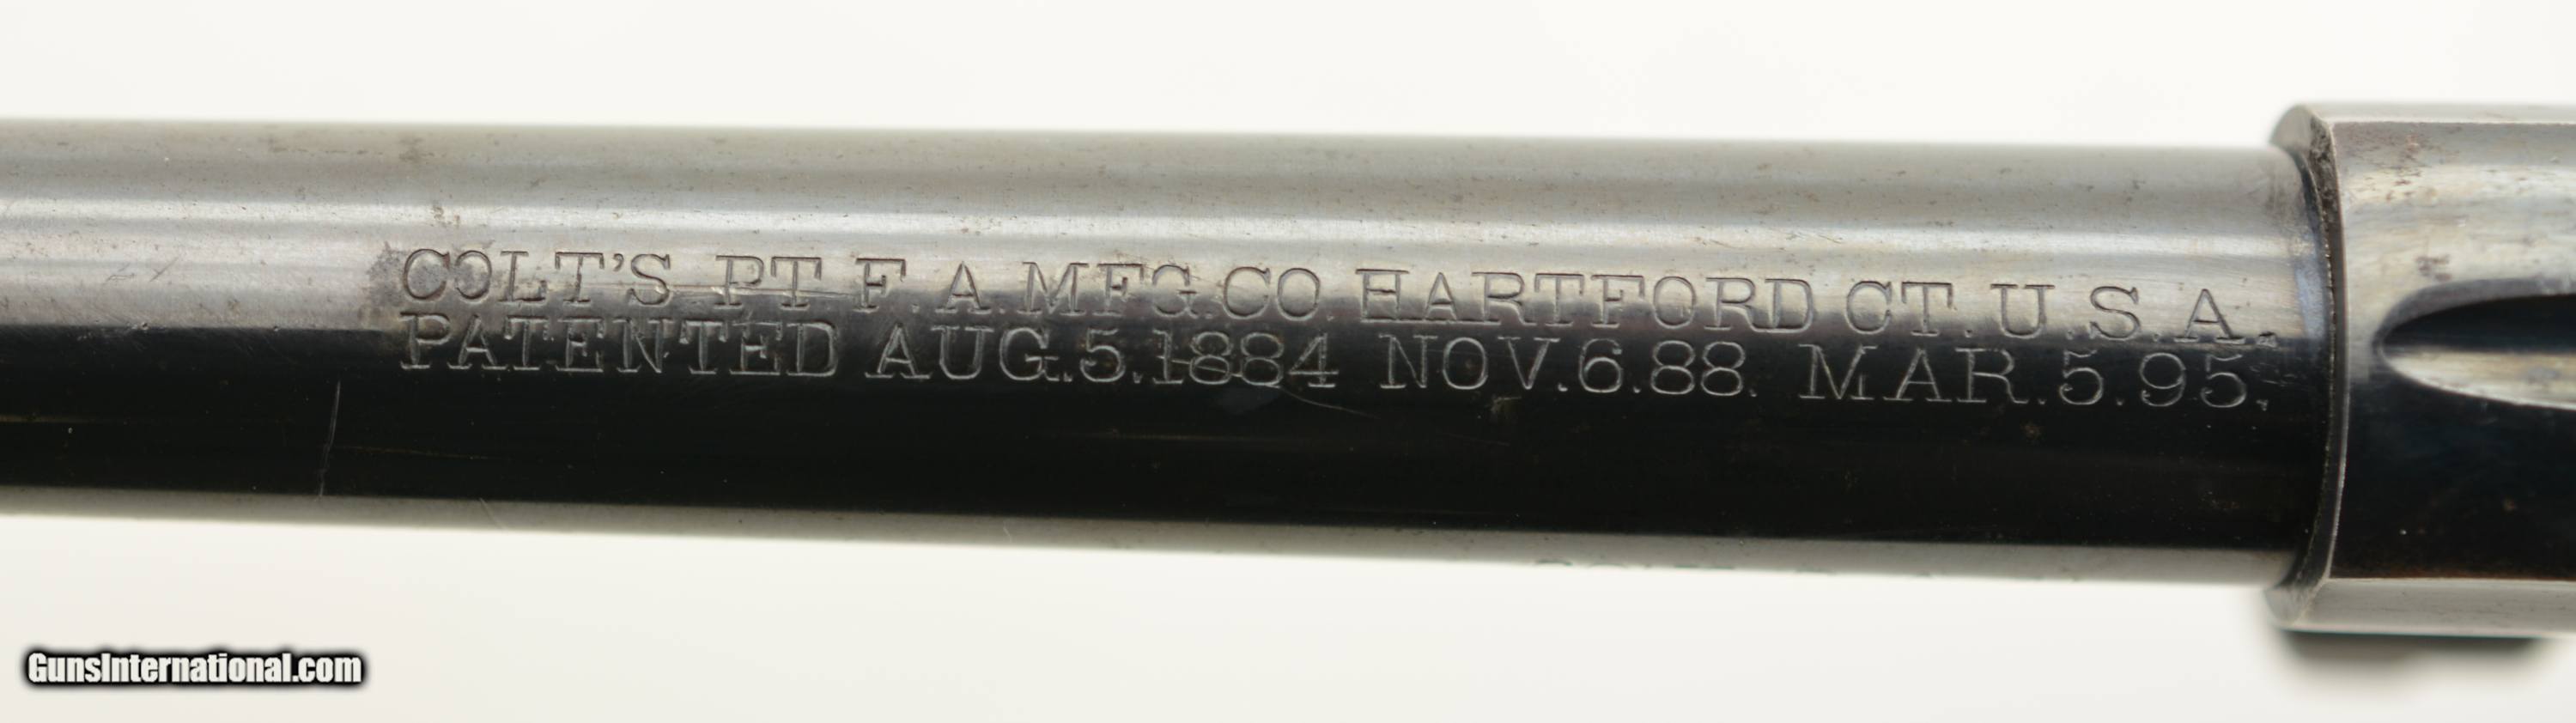 COLT'S PT F.A.MFG.CO. HARTFORD CT.U.S.A.
PATENTED AUG.5.1884 NOV.6.88. MAR.5.95.
GunsInternational.com